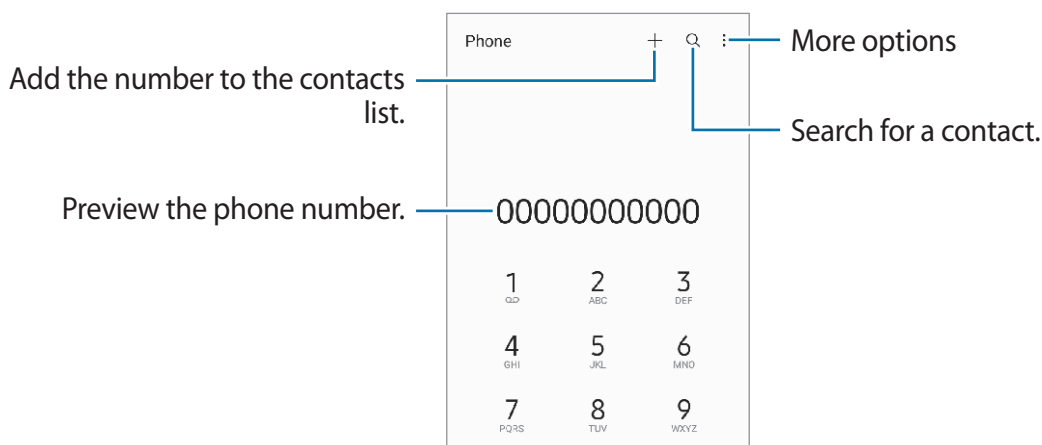 Phone
More options
Add the number to the contacts
list.
Search for a contact.
Preview the phone number.
00000000000
1 2 3
ABC DEF
4 5 6
GHI JKL MNO
7 8 9
PQRS TUV WXYZ